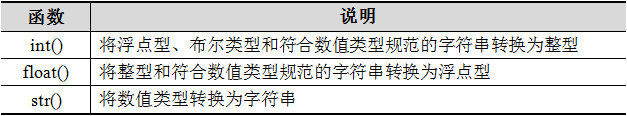 函数 说明
int() 将浮点型、布尔类型和符合数值类型规范的字符串转换为整型
float() 将整型和符合数值类型规范的字符串转换为浮点型
str() 将数值类型转换为字符串